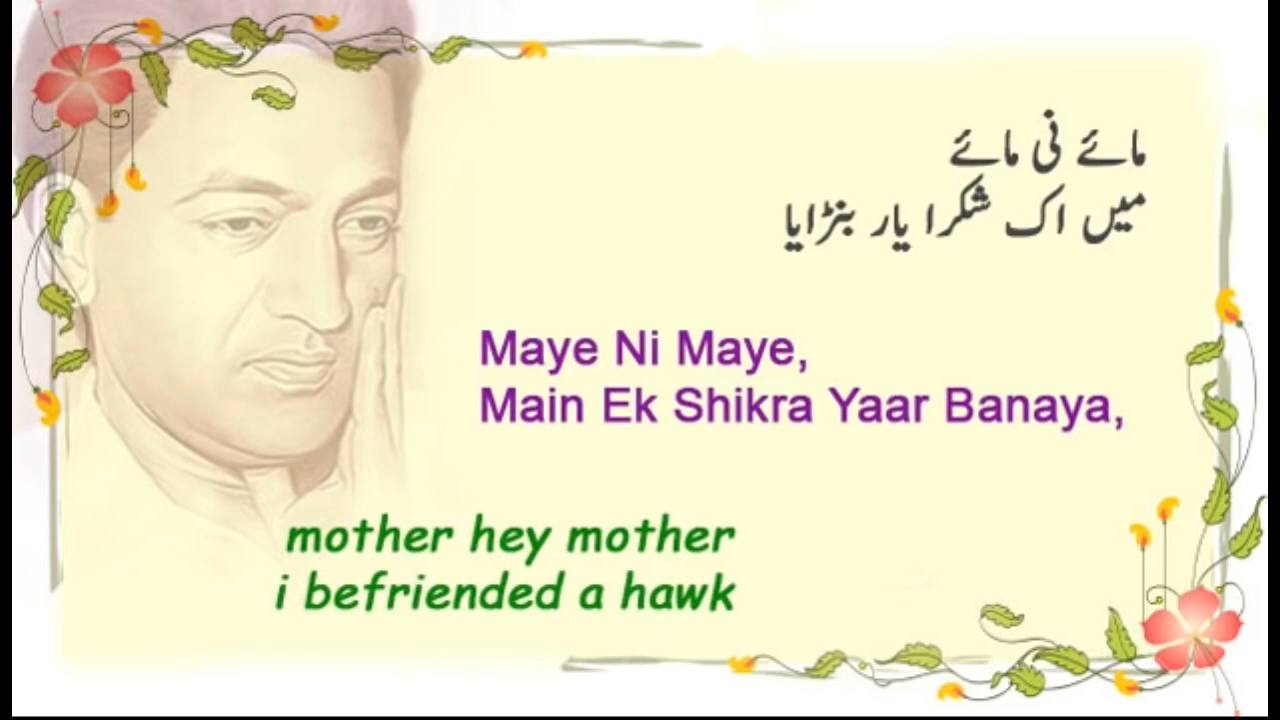 مائے نی مائے
میں اک شکرا یار بنڑایا
Maye Ni Maye,
Main Ek Shikra Yaar Banaya,
mother hey mother
i befriended a hawk